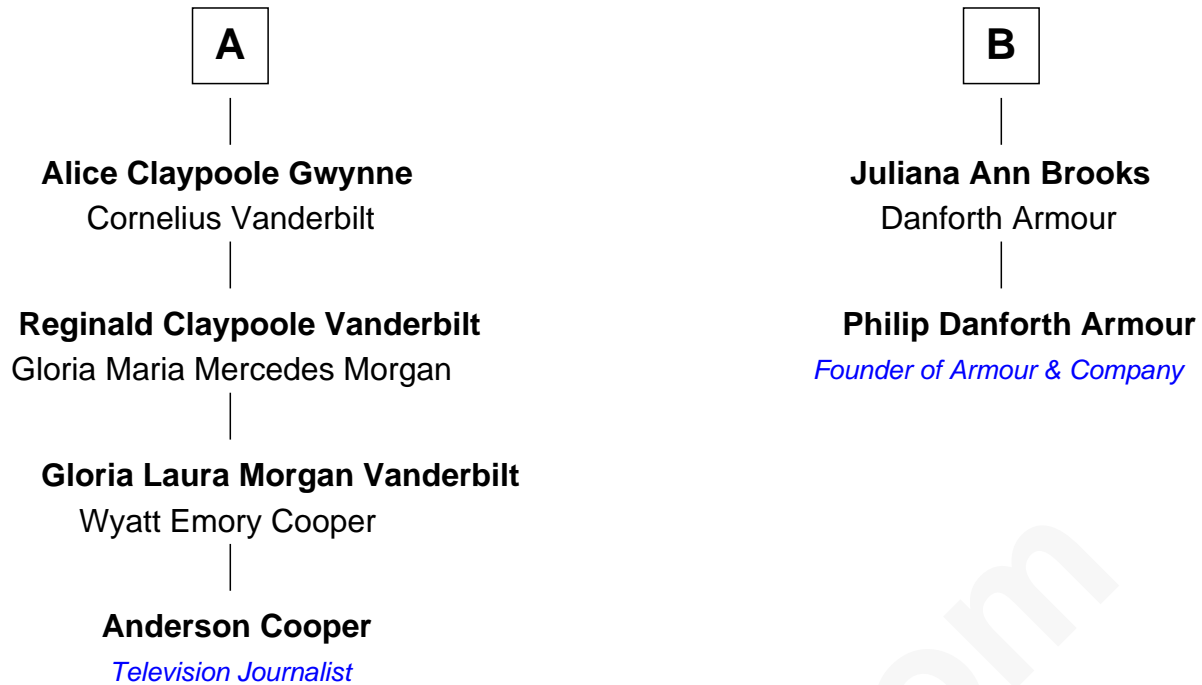 A
Alice Claypoole Gwynne
Cornelius Vanderbilt
Reginald Claypoole Vanderbilt
Gloria Maria Mercedes Morgan
Gloria Laura Morgan Vanderbilt
Wyatt Emory Cooper
Anderson Cooper
Television Journalist
B
Juliana Ann Brooks
Danforth Armour
Philip Danforth Armour
Founder of Armour & Company
om